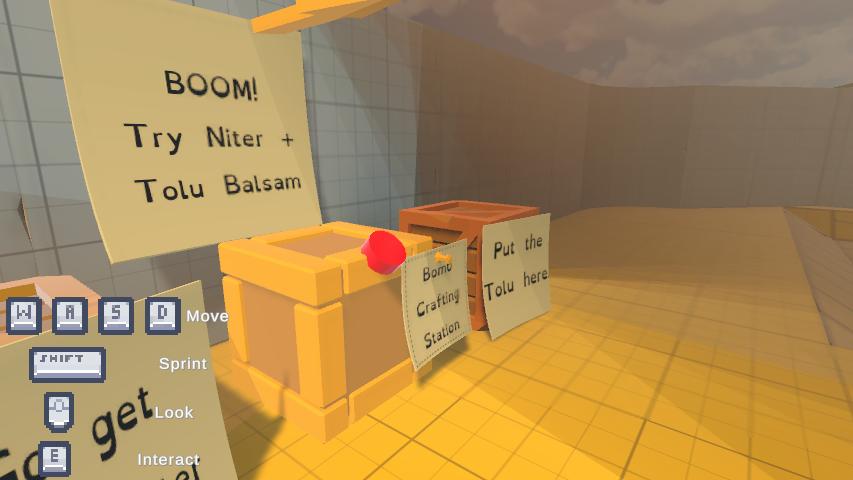 BOOM!
Try Niter +
Tolu Balsam
Put the
Tolu here
Bomb
Crafting
Station
W A S D Move
SHIFT Sprint
Look
E Interact
get